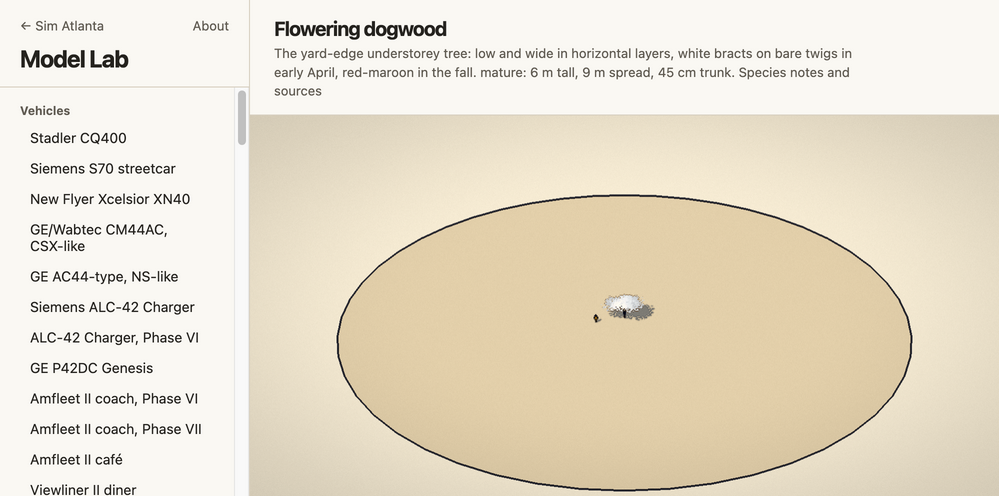 ← Sim Atlanta
About
Model Lab
Vehicles
Stadler CQ400
Siemens S70 streetcar
New Flyer Xcelsior XN40
GE/Wabtec CM44AC,
CSX-like
GE AC44-type, NS-like
Siemens ALC-42 Charger
ALC-42 Charger, Phase VI
GE P42DC Genesis
Amfleet II coach, Phase VI
Amfleet II coach, Phase VII
Amfleet II café
Viewliner II diner
Flowering dogwood
The yard-edge understorey tree: low and wide in horizontal layers, white bracts on bare twigs in
early April, red-maroon in the fall. mature: 6 m tall, 9 m spread, 45 cm trunk. Species notes and
sources